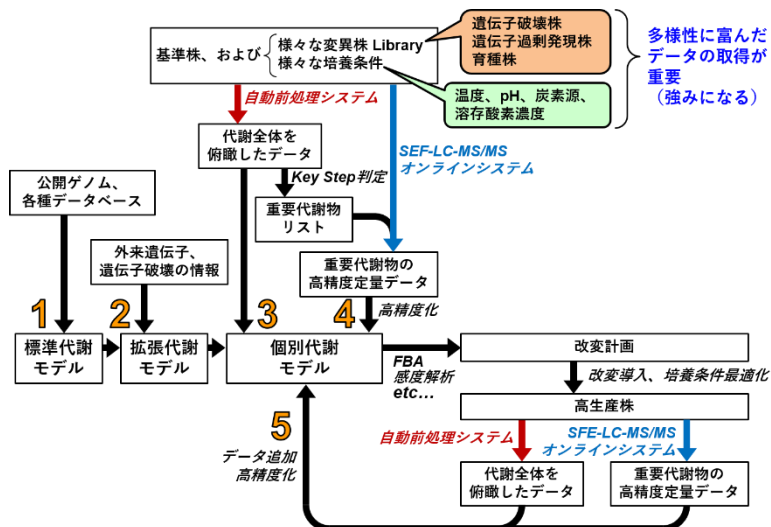 基準株、および
様々な変異株 Library
様々な培養条件
遺伝子破壊株
遺伝子過剰発現株
育種株
多様性に富んだ
データの取得が
重要
（強みになる）
温度、pH、炭素源、
溶存酸素濃度
自動前処理システム
SEF-LC-MS/MS
オンラインシステム
代謝全体を
俯瞰したデータ
Key Step判定
重要代謝物
リスト
公開ゲノム、
各種データベース
外来遺伝子、
遺伝子破壊の情報
重要代謝物の
高精度定量データ
高精度化
1
2
3
4
標準代謝
モデル
拡張代謝
モデル
個別代謝
モデル
FBA
感度解析
etc…
改変計画
改変導入、培養条件最適化
高生産株
5
データ追加
高精度化
自動前処理システム
SFE-LC-MS/MS
オンラインシステム
代謝全体を
俯瞰したデータ
重要代謝物の
高精度定量データ